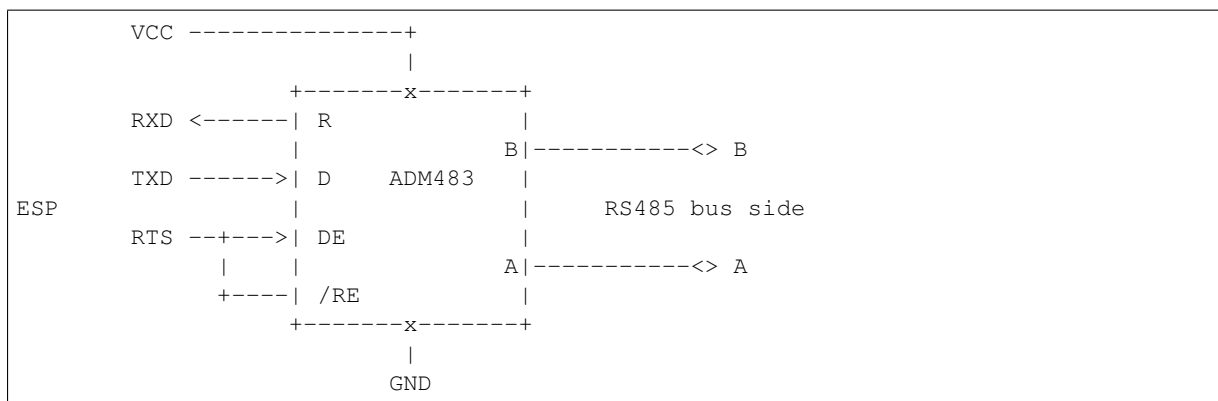 VCC ---------------+
|
+-------x-------+
RXD <------| R |
| B|-----------<> B
TXD ------>| D ADM483 |
ESP | | RS485 bus side
RTS --+--->| DE |
| | A|-----------<> A
+----| /RE |
+-------x-------+
|
GND